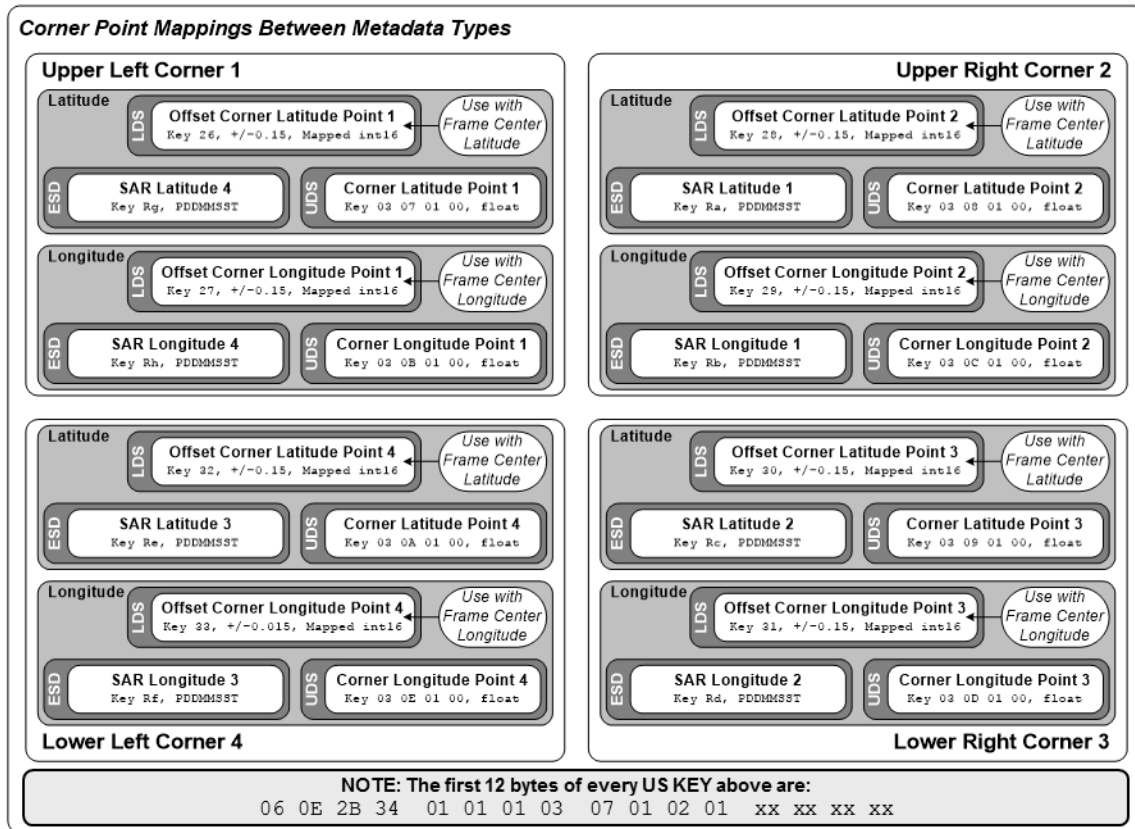 Corner Point Mappings Between Metadata Types
Upper Left Corner 1
Latitude
LDS
Offset Corner Latitude Point 1
Key 26, +/-0.15, Mapped int16
Use with
Frame Center
Latitude
ESD
SAR Latitude 4
Key Rg, PDDMMSST
UDS
Corner Latitude Point 1
Key 03 07 01 00, float
Longitude
LDS
Offset Corner Longitude Point 1
Key 27, +/-0.15, Mapped int16
Use with
Frame Center
Longitude
ESD
SAR Longitude 4
Key Rh, PDDMMSST
UDS
Corner Longitude Point 1
Key 03 0B 01 00, float
Upper Right Corner 2
Latitude
LDS
Offset Corner Latitude Point 2
Key 28, +/-0.15, Mapped int16
Use with
Frame Center
Latitude
ESD
SAR Latitude 1
Key Ra, PDDMMSST
UDS
Corner Latitude Point 2
Key 03 08 01 00, float
Longitude
LDS
Offset Corner Longitude Point 2
Key 29, +/-0.15, Mapped int16
Use with
Frame Center
Longitude
ESD
SAR Longitude 1
Key Rb, PDDMMSST
UDS
Corner Longitude Point 2
Key 03 0C 01 00, float
Latitude
LDS
Offset Corner Latitude Point 4
Key 32, +/-0.15, Mapped int16
Use with
Frame Center
Latitude
ESD
SAR Latitude 3
Key Re, PDDMMSST
UDS
Corner Latitude Point 4
Key 03 0A 01 00, float
Longitude
LDS
Offset Corner Longitude Point 4
Key 33, +/-0.015, Mapped int16
Use with
Frame Center
Longitude
ESD
SAR Longitude 3
Key Rf, PDDMMSST
UDS
Corner Longitude Point 4
Key 03 0E 01 00, float
Lower Left Corner 4
Latitude
LDS
Offset Corner Latitude Point 3
Key 30, +/-0.15, Mapped int16
Use with
Frame Center
Latitude
ESD
SAR Latitude 2
Key Rc, PDDMMSST
UDS
Corner Latitude Point 3
Key 03 09 01 00, float
Longitude
LDS
Offset Corner Longitude Point 3
Key 31, +/-0.15, Mapped int16
Use with
Frame Center
Longitude
ESD
SAR Longitude 2
Key Rd, PDDMMSST
UDS
Corner Longitude Point 3
Key 03 0D 01 00, float
Lower Right Corner 3
NOTE: The first 12 bytes of every US KEY above are:
06 0E 2B 34 01 01 01 03 07 01 02 01 xx xx xx xx